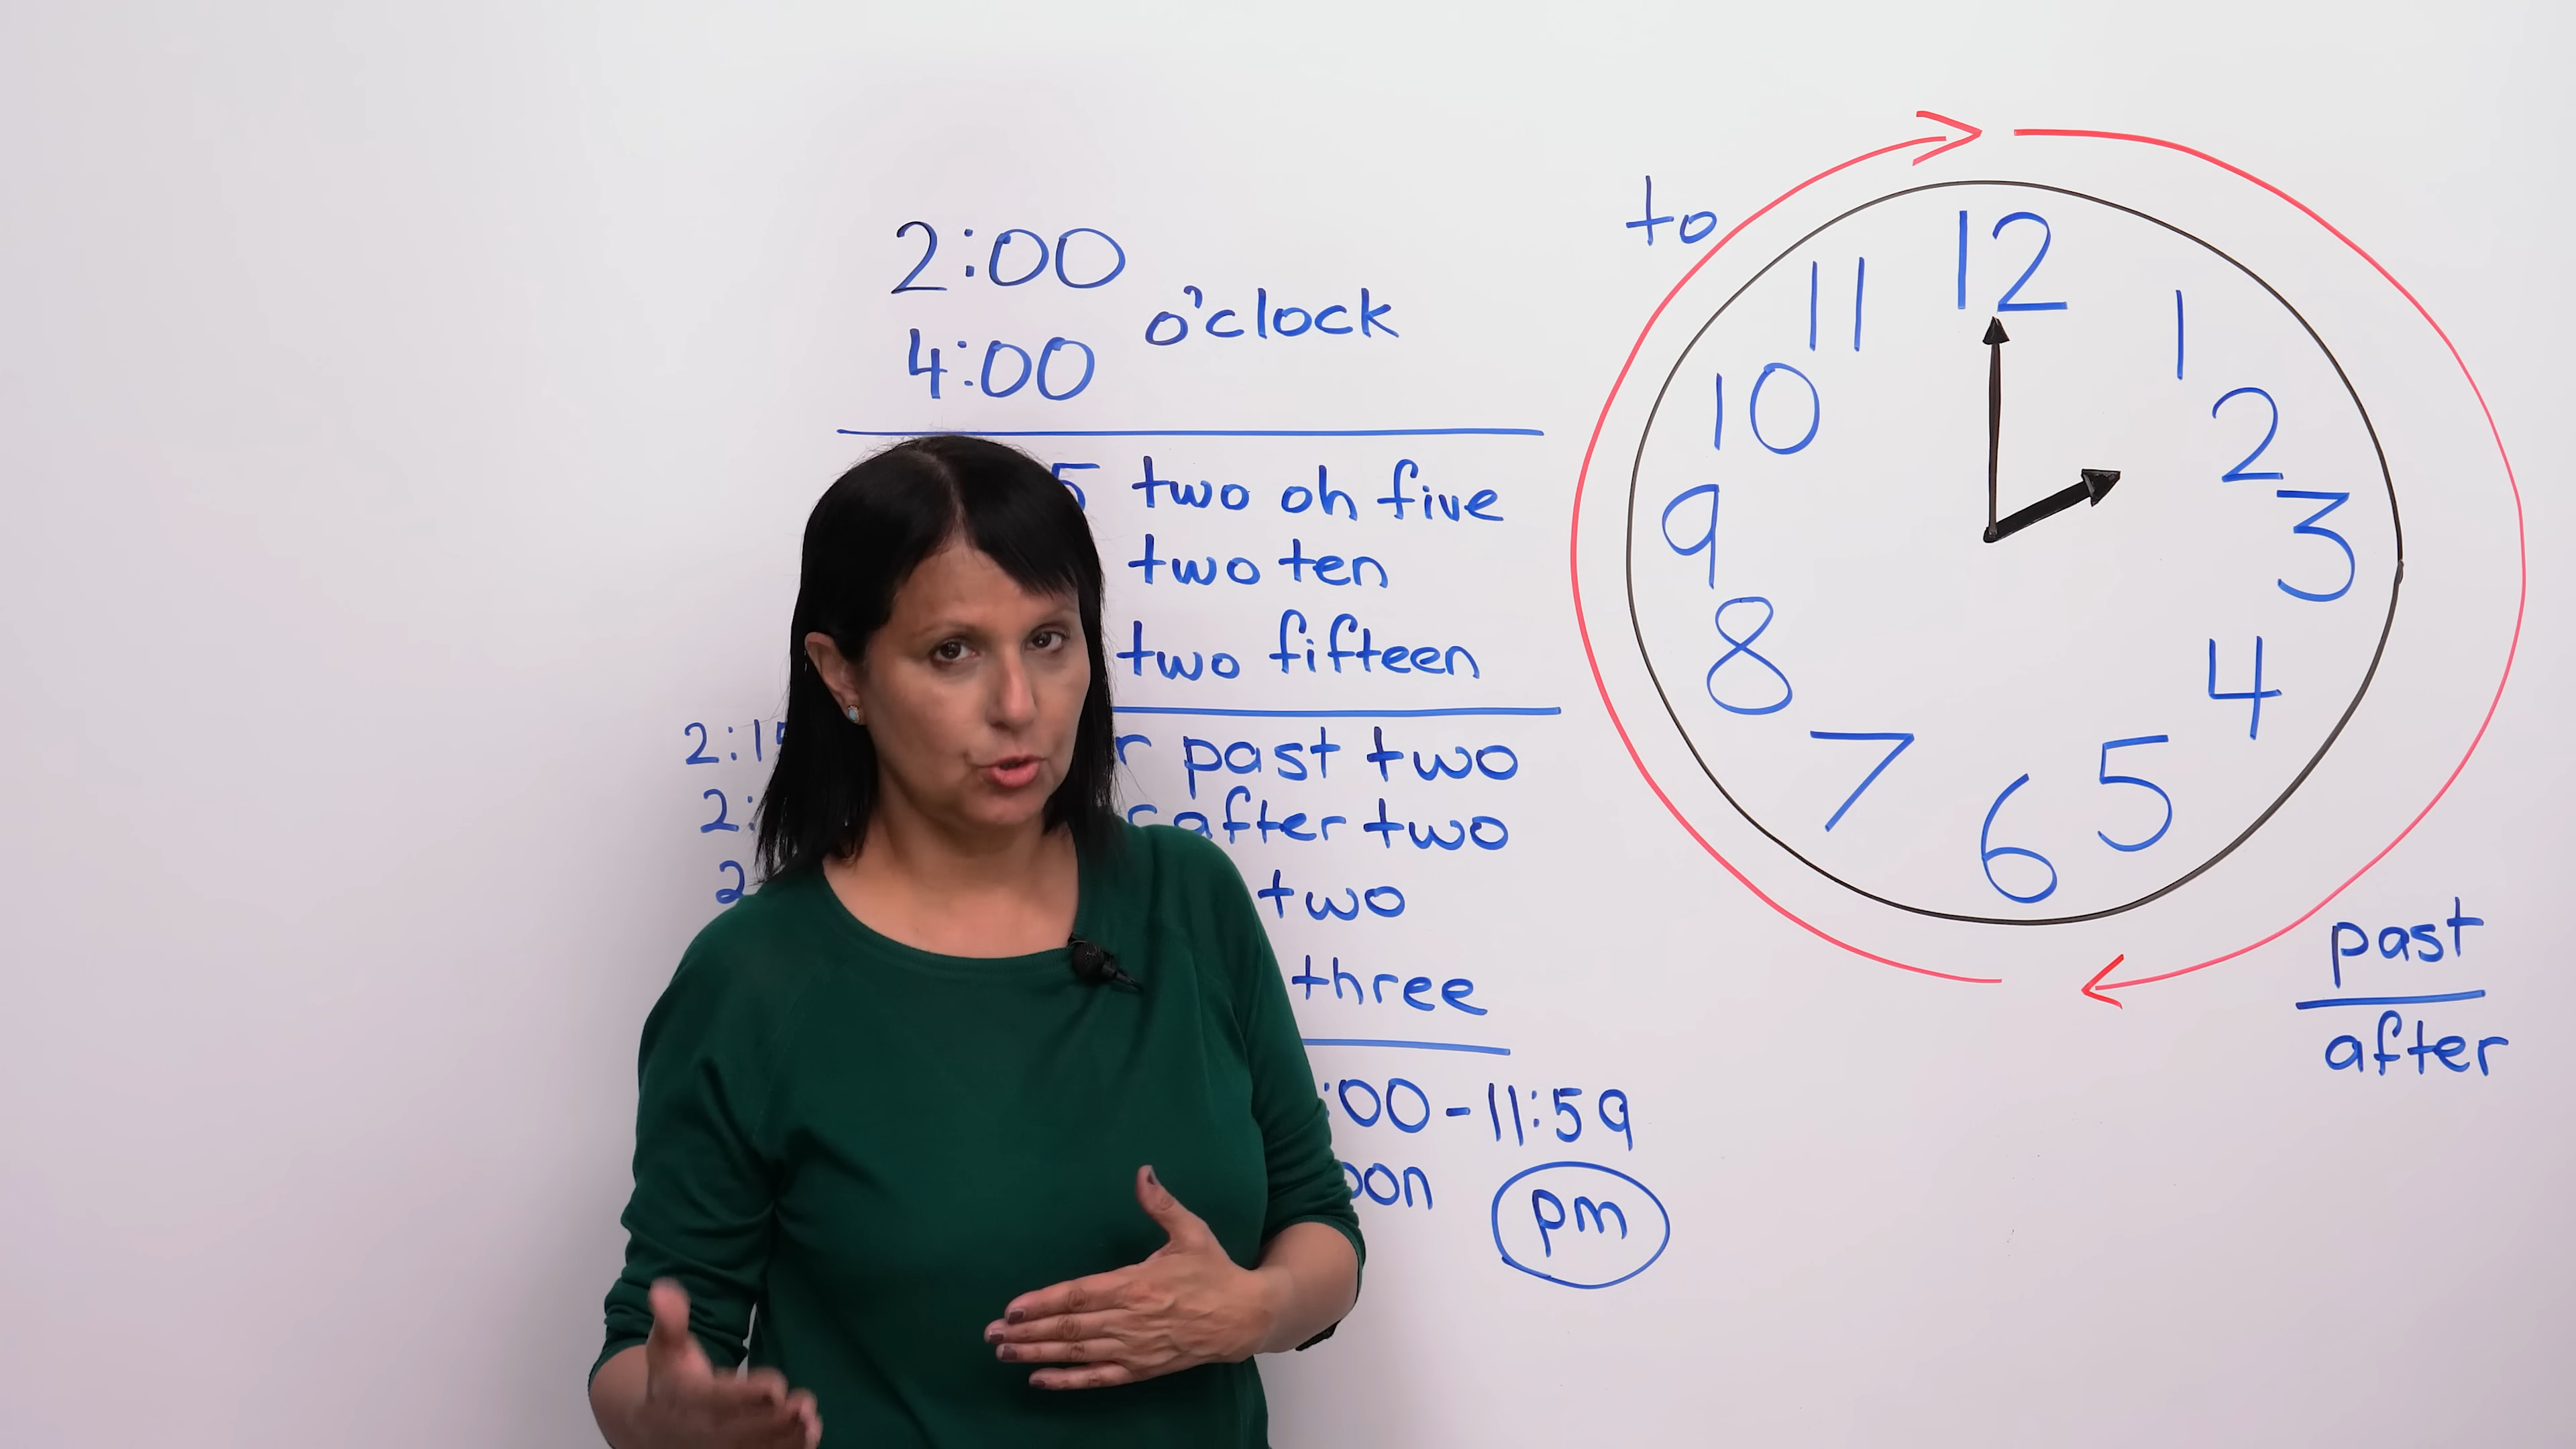 2:00
4:00
o'clock
5 two oh five
two ten
two fifteen
2:15 past two
2: after two
2 two
three
:00-11:59
pm
to
12
11
1
10
2
9
3
8
4
7
5
6
past
after